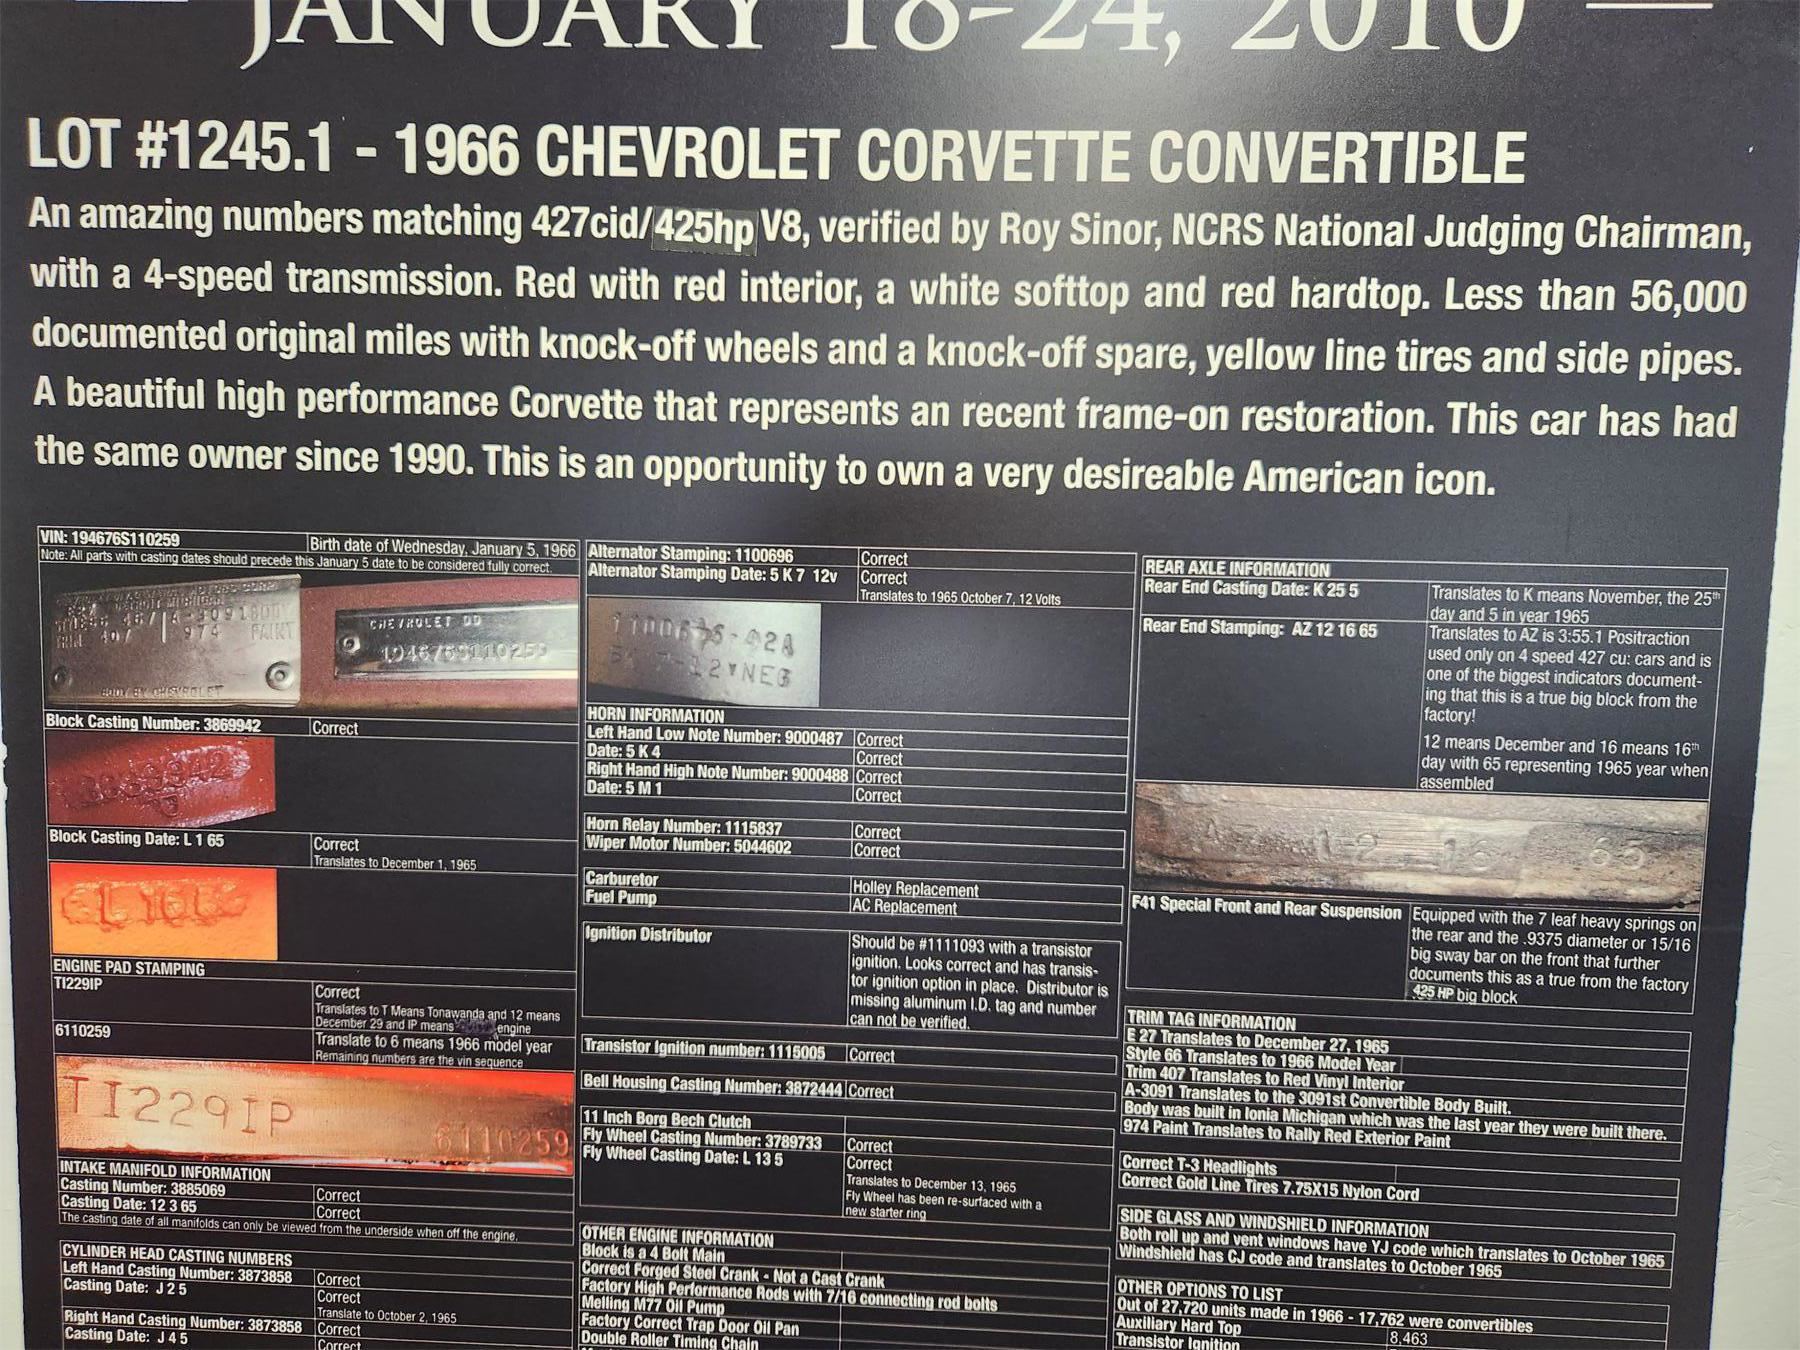 JANUARY 18-24, 2010
LOT #1245.1 - 1966 CHEVROLET CORVETTE CONVERTIBLE
An amazing numbers matching 427cid/425hp V8, verified by Roy Sinor, NCRS National Judging Chairman,
with a 4-speed transmission. Red with red interior, a white softtop and red hardtop. Less than 56,000
documented original miles with knock-off wheels and a knock-off spare, yellow line tires and side pipes.
A beautiful high performance Corvette that represents an recent frame-on restoration. This car has had
the same owner since 1990. This is an opportunity to own a very desireable American icon.
VIN: 194676S110259
Birth date of Wednesday, January 5, 1966
Note: All parts with casting dates should precede this January 5 date to be considered fully correct.
BODY BY CHEVROLET
CHEVROLET
194676S110259
Block Casting Number: 3869942
Correct
Block Casting Date: L 1 65
Correct
Translates to December 1, 1965
ENGINE PAD STAMPING
TI229IP
Correct
Translates to T Means Tonawanda and 12 means
December 29 and IP means engine
6110259
Translate to 6 means 1966 model year
Remaining numbers are the vin sequence
TI229IP
6110259
INTAKE MANIFOLD INFORMATION
Casting Number: 3885069 Correct
Casting Date: 12 3 65 Correct
The casting date of all manifolds can only be viewed from the underside when off the engine.
CYLINDER HEAD CASTING NUMBERS
Left Hand Casting Number: 3873858 Correct
Casting Date: J 2 5 Correct
Translate to October 2, 1965
Right Hand Casting Number: 3873858 Correct
Casting Date: J 4 5 Correct
Alternator Stamping: 1100696 Correct
Alternator Stamping Date: 5 K 7 12v Correct
Translates to 1965 October 7, 12 Volts
HORN INFORMATION
Left Hand Low Note Number: 9000487 Correct
Date: 5 K 4 Correct
Right Hand High Note Number: 9000488 Correct
Date: 5 M 1 Correct
Horn Relay Number: 1115837 Correct
Wiper Motor Number: 5044602 Correct
Carburetor Holley Replacement
Fuel Pump AC Replacement
Ignition Distributor
Should be #1111093 with a transistor
ignition. Looks correct and has transis-
tor ignition option in place. Distributor is
missing aluminum I.D. tag and number
can not be verified.
Transistor Ignition number: 1115005 Correct
Bell Housing Casting Number: 3872444 Correct
11 Inch Borg Bech Clutch
Fly Wheel Casting Number: 3789733 Correct
Fly Wheel Casting Date: L 13 5 Correct
Translates to December 13, 1965
Fly Wheel has been re-surfaced with a
new starter ring
OTHER ENGINE INFORMATION
Block is a 4 Bolt Main
Correct Forged Steel Crank - Not a Cast Crank
Factory High Performance Rods with 7/16 connecting rod bolts
Melling M77 Oil Pump
Factory Correct Trap Door Oil Pan
Double Roller Timing Chain
REAR AXLE INFORMATION
Rear End Casting Date: K 25 5
Translates to K means November, the 25th
day and 5 in year 1965
Rear End Stamping: AZ 12 16 65
Translates to AZ is 3:55.1 Positraction
used only on 4 speed 427 cu: cars and is
one of the biggest indicators document-
ing that this is a true big block from the
factory!
12 means December and 16 means 16th
day with 65 representing 1965 year when
assembled
F41 Special Front and Rear Suspension
Equipped with the 7 leaf heavy springs on
the rear and the .9375 diameter or 15/16
big sway bar on the front that further
documents this as a true from the factory
425 HP big block
TRIM TAG INFORMATION
E 27 Translates to December 27, 1965
Style 66 Translates to 1966 Model Year
Trim 407 Translates to Red Vinyl Interior
A-3091 Translates to the 3091st Convertible Body Built.
Body was built in Ionia Michigan which was the last year they were built there.
974 Paint Translates to Rally Red Exterior Paint
Correct T-3 Headlights
Correct Gold Line Tires 7.75X15 Nylon Cord
SIDE GLASS AND WINDSHIELD INFORMATION
Both roll up and vent windows have YJ code which translates to October 1965
Windshield has CJ code and translates to October 1965
OTHER OPTIONS TO LIST
Out of 27,720 units made in 1966 - 17,762 were convertibles
Auxiliary Hard Top 8,463
Transistor Ignition